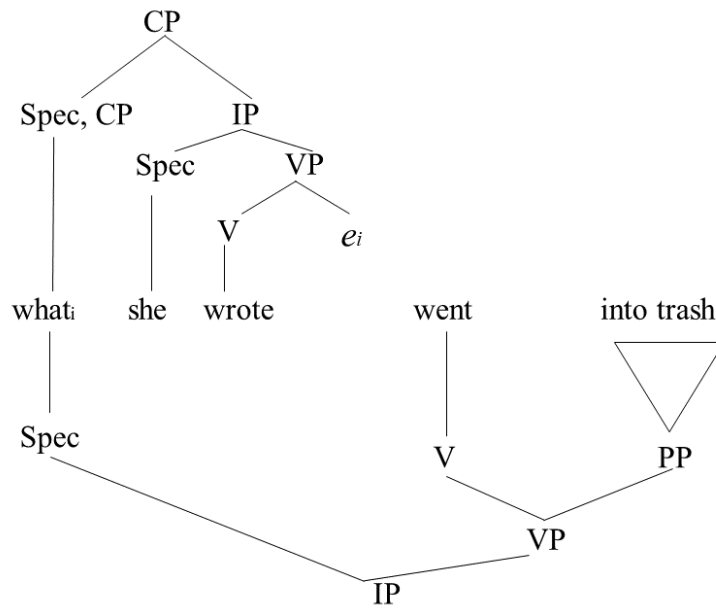 CP
Spec, CP IP
Spec VP
V eᵢ
whatᵢ she wrote went into trash
Spec V PP
VP
IP